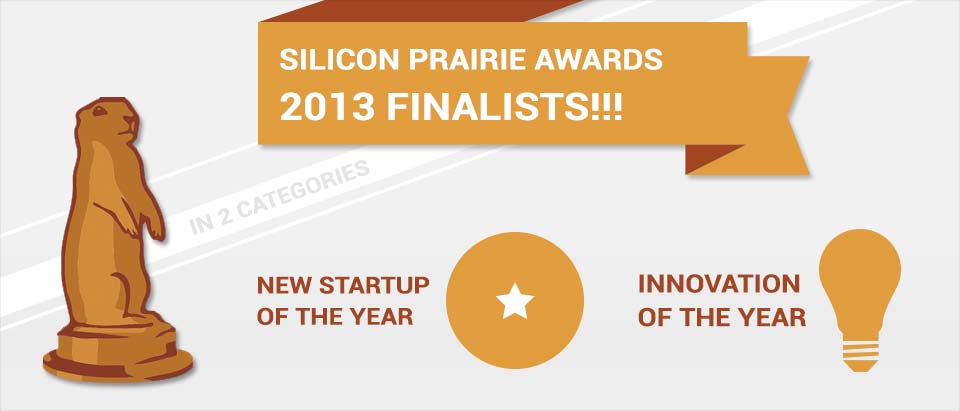 SILICON PRAIRIE AWARDS
2013 FINALISTS!!!
IN 2 CATEGORIES
NEW STARTUP
OF THE YEAR
INNOVATION
OF THE YEAR